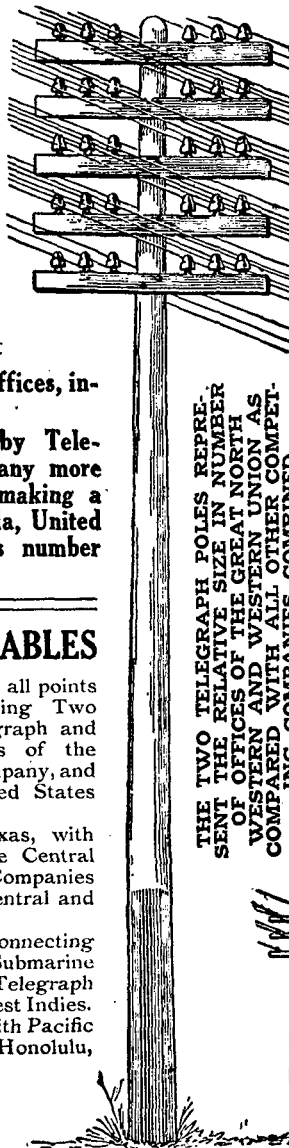 ffices, in-
by Tele-
any more
making a
a, United
s number
ABLES
all points
ing Two
graph and
s of the
pany, and
ed States
xas, with
e Central
Companies
entral and
onnecting
Submarine
Telegraph
est Indies.
ith Pacific
Honolulu,
THE TWO TELEGRAPH POLES REPRE-
SENT THE RELATIVE SIZE IN NUMBER
OF OFFICES OF THE GREAT NORTH
WESTERN AND WESTERN UNION AS
COMPARED WITH ALL OTHER COMPET-
ING COMPANIES COMBINED